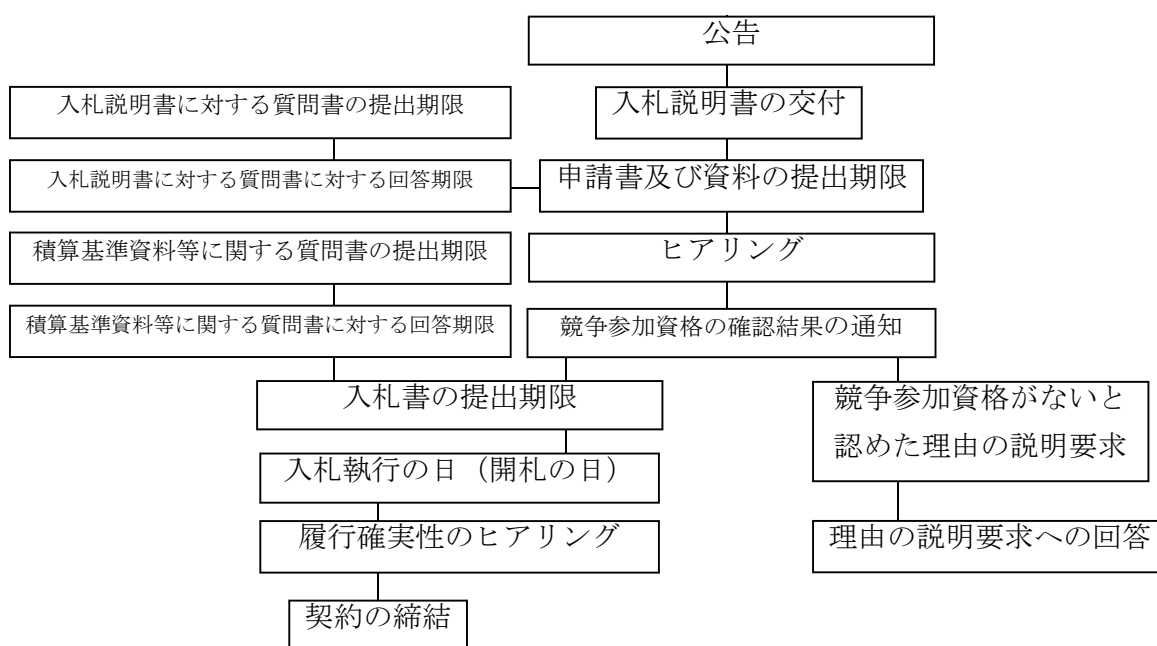 公告
入札説明書に対する質問書の提出期限
入札説明書の交付
入札説明書に対する質問書に対する回答期限
申請書及び資料の提出期限
積算基準資料等に関する質問書の提出期限
ヒアリング
積算基準資料等に関する質問書に対する回答期限
競争参加資格の確認結果の通知
入札書の提出期限
競争参加資格がないと
認めた理由の説明要求
入札執行の日（開札の日）
履行確実性のヒアリング
理由の説明要求への回答
契約の締結